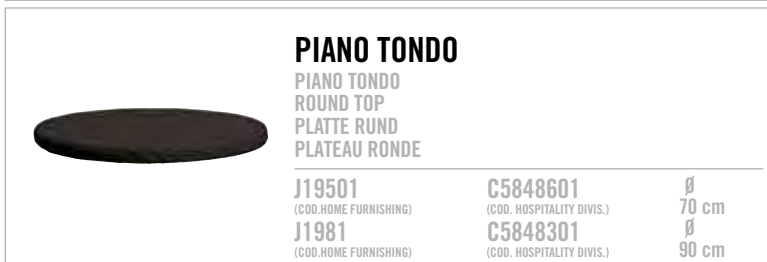 PIANO TONDO
PIANO TONDO
ROUND TOP
PLATTE RUND
PLATEAU RONDE
J19501 C5848601 Ø
(COD.HOME FURNISHING) (COD. HOSPITALITY DIVIS.) 70 cm
J1981 C5848301 Ø
(COD.HOME FURNISHING) (COD. HOSPITALITY DIVIS.) 90 cm